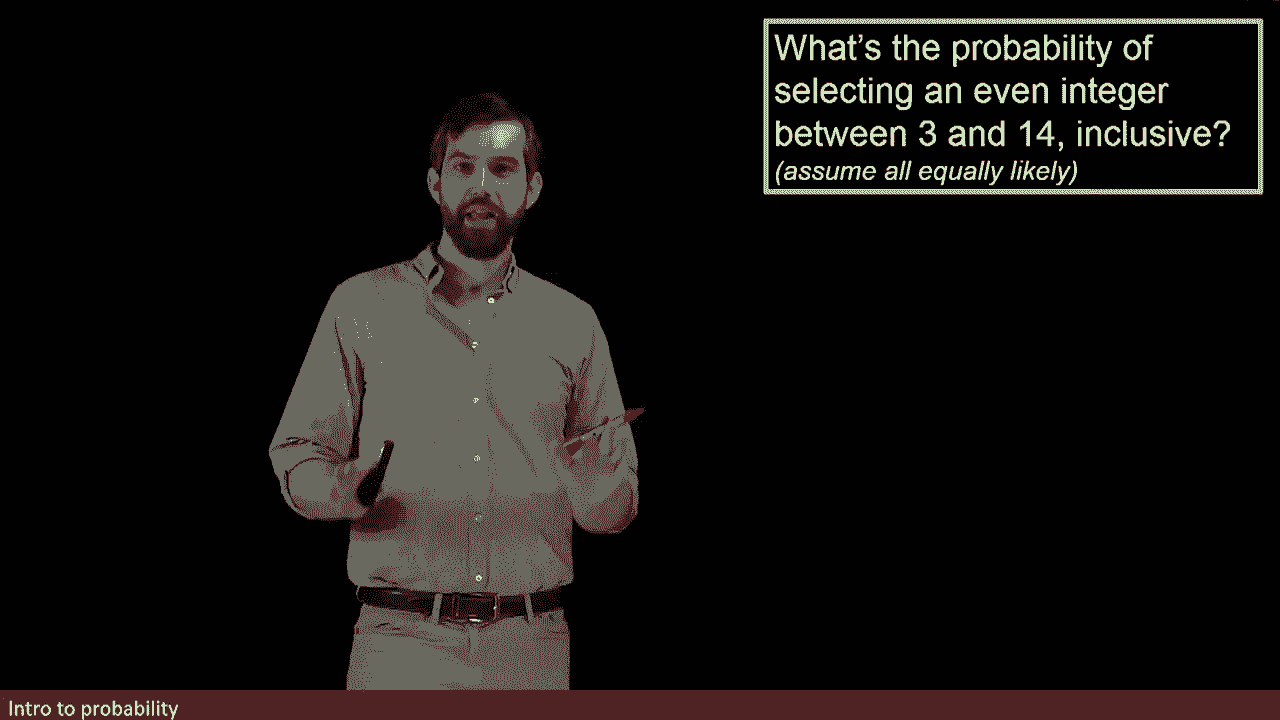 What’s the probability of
selecting an even integer
between 3 and 14, inclusive?
(assume all equally likely)
Intro to probability